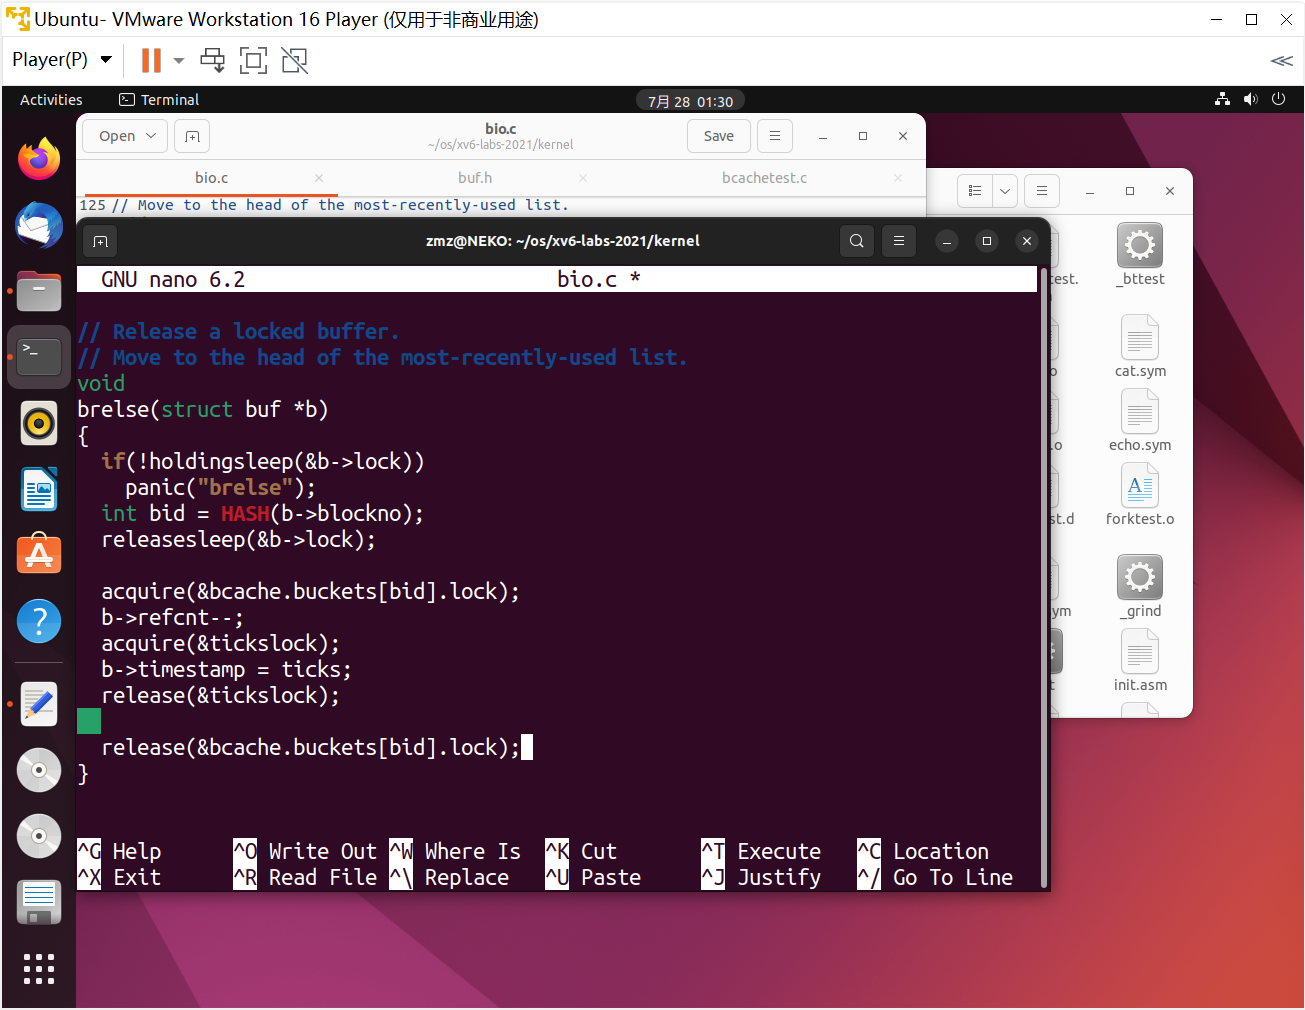 Ubuntu- VMware Workstation 16 Player (仅用于非商业用途)
Player(P)
Activities
Terminal
7月 28 01:30
Open
bio.c
~/os/xv6-labs-2021/kernel
Save
bio.c
buf.h
bcachetest.c
125 // Move to the head of the most-recently-used list.
zmz@NEKO: ~/os/xv6-labs-2021/kernel
GNU nano 6.2
bio.c *
// Release a locked buffer.
// Move to the head of the most-recently-used list.
void
brelse(struct buf *b)
{
  if(!holdingsleep(&b->lock))
    panic("brelse");
  int bid = HASH(b->blockno);
  releasesleep(&b->lock);
  acquire(&bcache.buckets[bid].lock);
  b->refcnt--;
  acquire(&tickslock);
  b->timestamp = ticks;
  release(&tickslock);
  release(&bcache.buckets[bid].lock);
}
^G Help ^O Write Out ^W Where Is ^K Cut ^T Execute ^C Location
^X Exit ^R Read File ^\ Replace ^U Paste ^J Justify ^/ Go To Line
est.
_bttest
o
cat.sym
.o
echo.sym
st.d
forktest.o
ym
_grind
t
init.asm